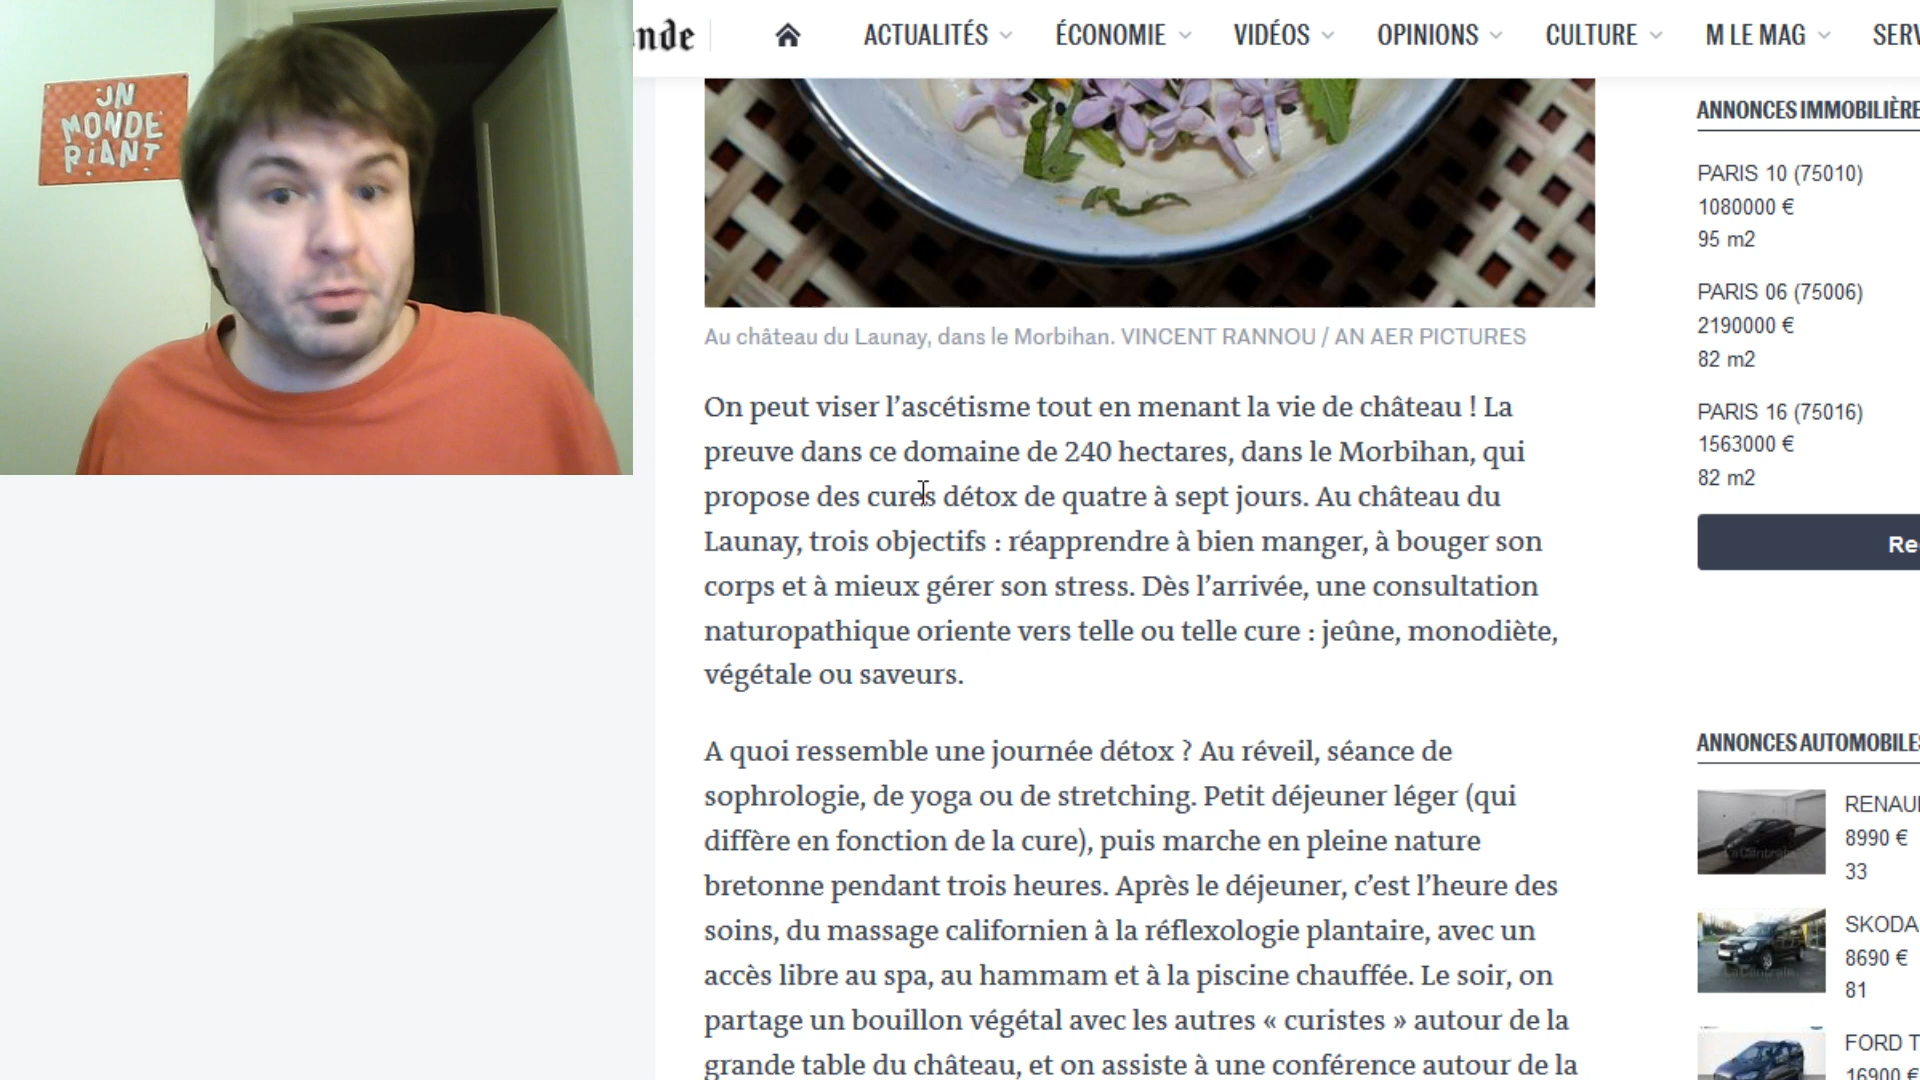 UN
MONDE
RiANT
nde
ACTUALITÉS
ÉCONOMIE
VIDÉOS
OPINIONS
CULTURE
M LE MAG
SERV
Au château du Launay, dans le Morbihan. VINCENT RANNOU / AN AER PICTURES
On peut viser l’ascétisme tout en menant la vie de château ! La
preuve dans ce domaine de 240 hectares, dans le Morbihan, qui
propose des cures détox de quatre à sept jours. Au château du
Launay, trois objectifs : réapprendre à bien manger, à bouger son
corps et à mieux gérer son stress. Dès l’arrivée, une consultation
naturopathique oriente vers telle ou telle cure : jeûne, monodiète,
végétale ou saveurs.
A quoi ressemble une journée détox ? Au réveil, séance de
sophrologie, de yoga ou de stretching. Petit déjeuner léger (qui
diffère en fonction de la cure), puis marche en pleine nature
bretonne pendant trois heures. Après le déjeuner, c’est l’heure des
soins, du massage californien à la réflexologie plantaire, avec un
accès libre au spa, au hammam et à la piscine chauffée. Le soir, on
partage un bouillon végétal avec les autres « curistes » autour de la
grande table du château, et on assiste à une conférence autour de la
ANNONCES IMMOBILIÈRE
PARIS 10 (75010)
1080000 €
95 m2
PARIS 06 (75006)
2190000 €
82 m2
PARIS 16 (75016)
1563000 €
82 m2
Re
ANNONCES AUTOMOBILES
RENAU
8990 €
33
SKODA
8690 €
81
FORD T
16900 €
LaCentrale
LaCentrale